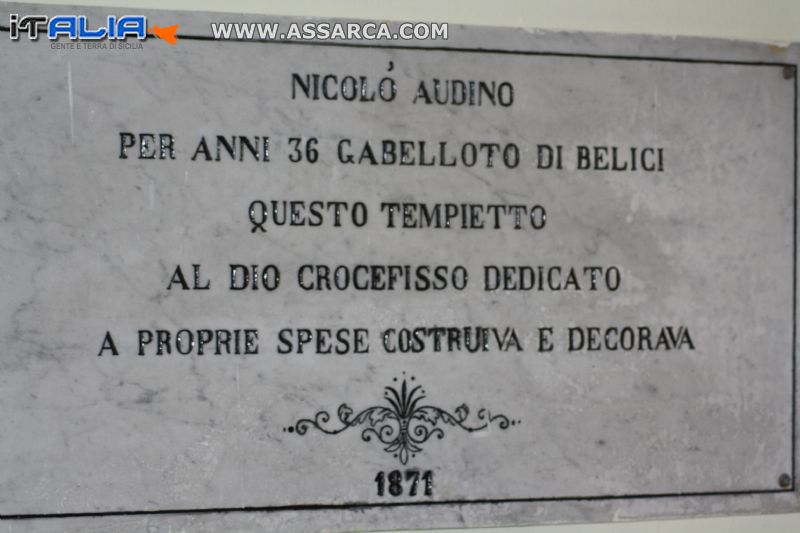 iTALIA
GENTE E TERRA DI SICILIA
WWW.ASSARCA.COM
NICOLÓ AUDINO
PER ANNI 36 GABELLOTO DI BELICI
QUESTO TEMPIETTO
AL DIO CROCEFISSO DEDICATO
A PROPRIE SPESE COSTRUIVA E DECORAVA
1871